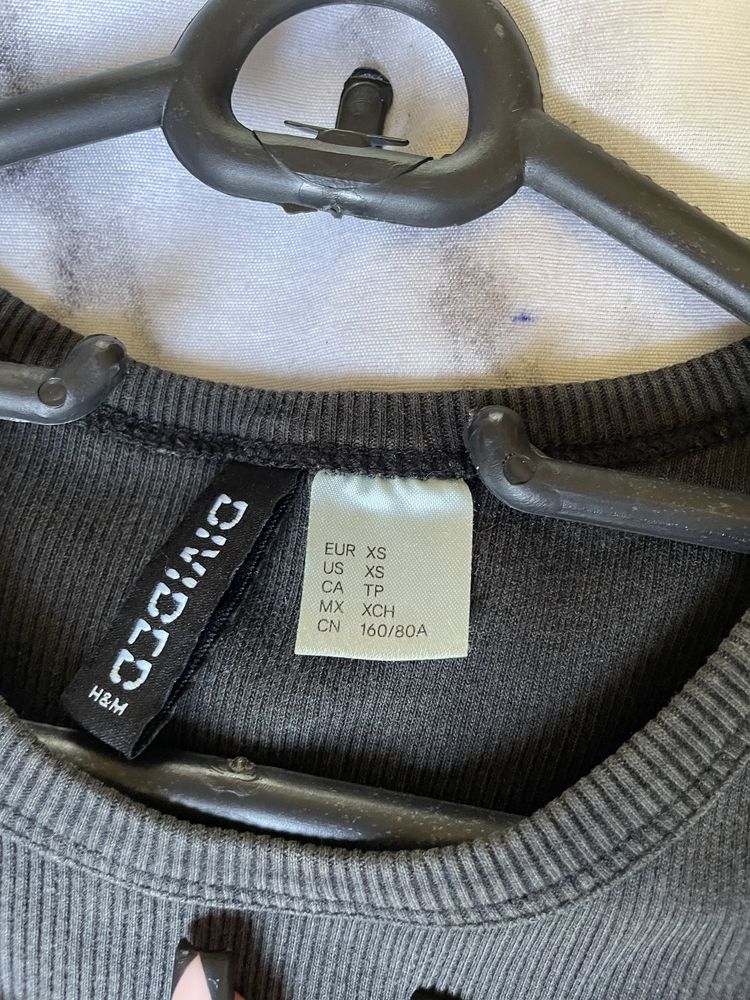 DIVIDED
H&M
EUR XS
US XS
CA TP
MX XCH
CN 160/80A